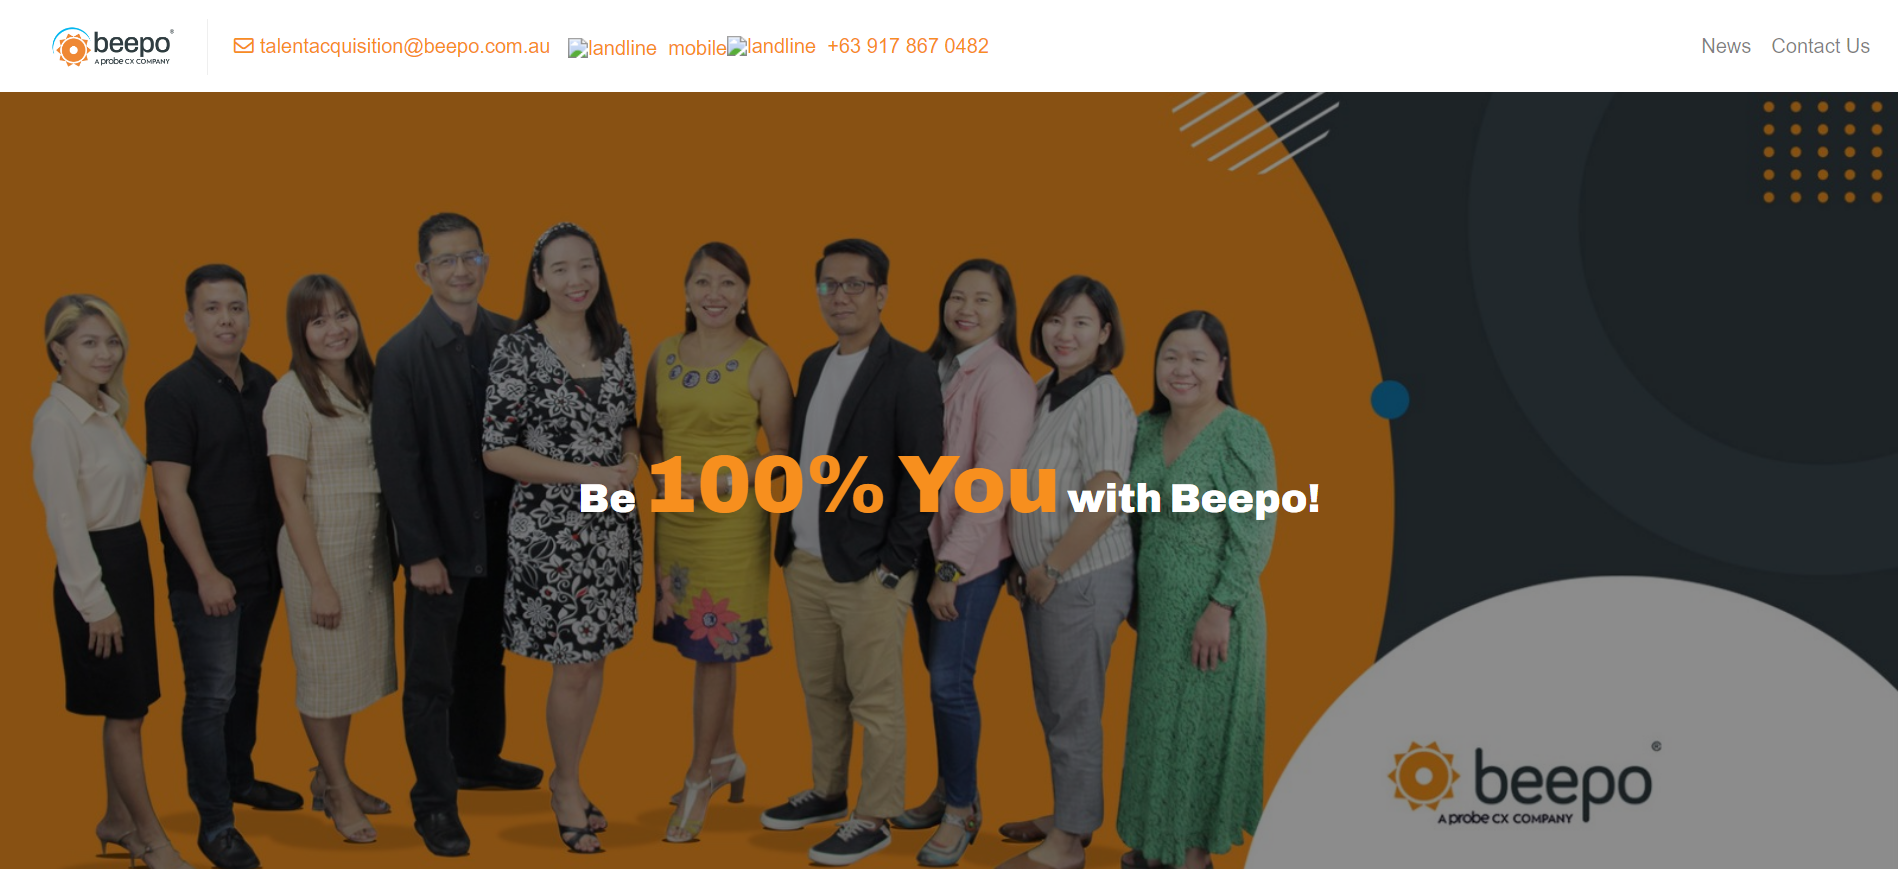 beepo®
A probe CX COMPANY
talentacquisition@beepo.com.au landline mobile landline +63 917 867 0482
News Contact Us
Be 100% You with Beepo!
beepo®
A probe CX COMPANY